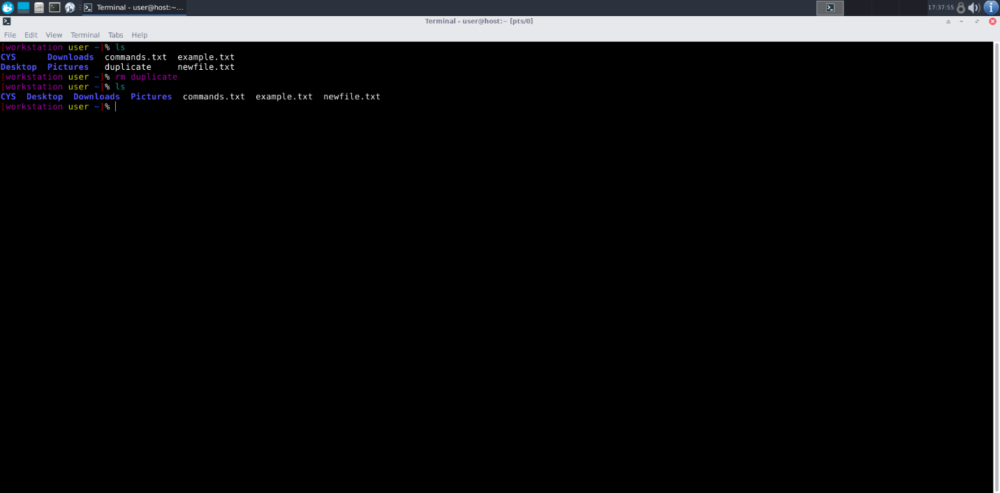 Terminal - user@host:~... 17:37:55
Terminal - user@host:~ [pts/0]
File Edit View Terminal Tabs Help
[workstation user ~]% ls
CYS Downloads commands.txt example.txt
Desktop Pictures duplicate newfile.txt
[workstation user ~]% rm duplicate
[workstation user ~]% ls
CYS Desktop Downloads Pictures commands.txt example.txt newfile.txt
[workstation user ~]%